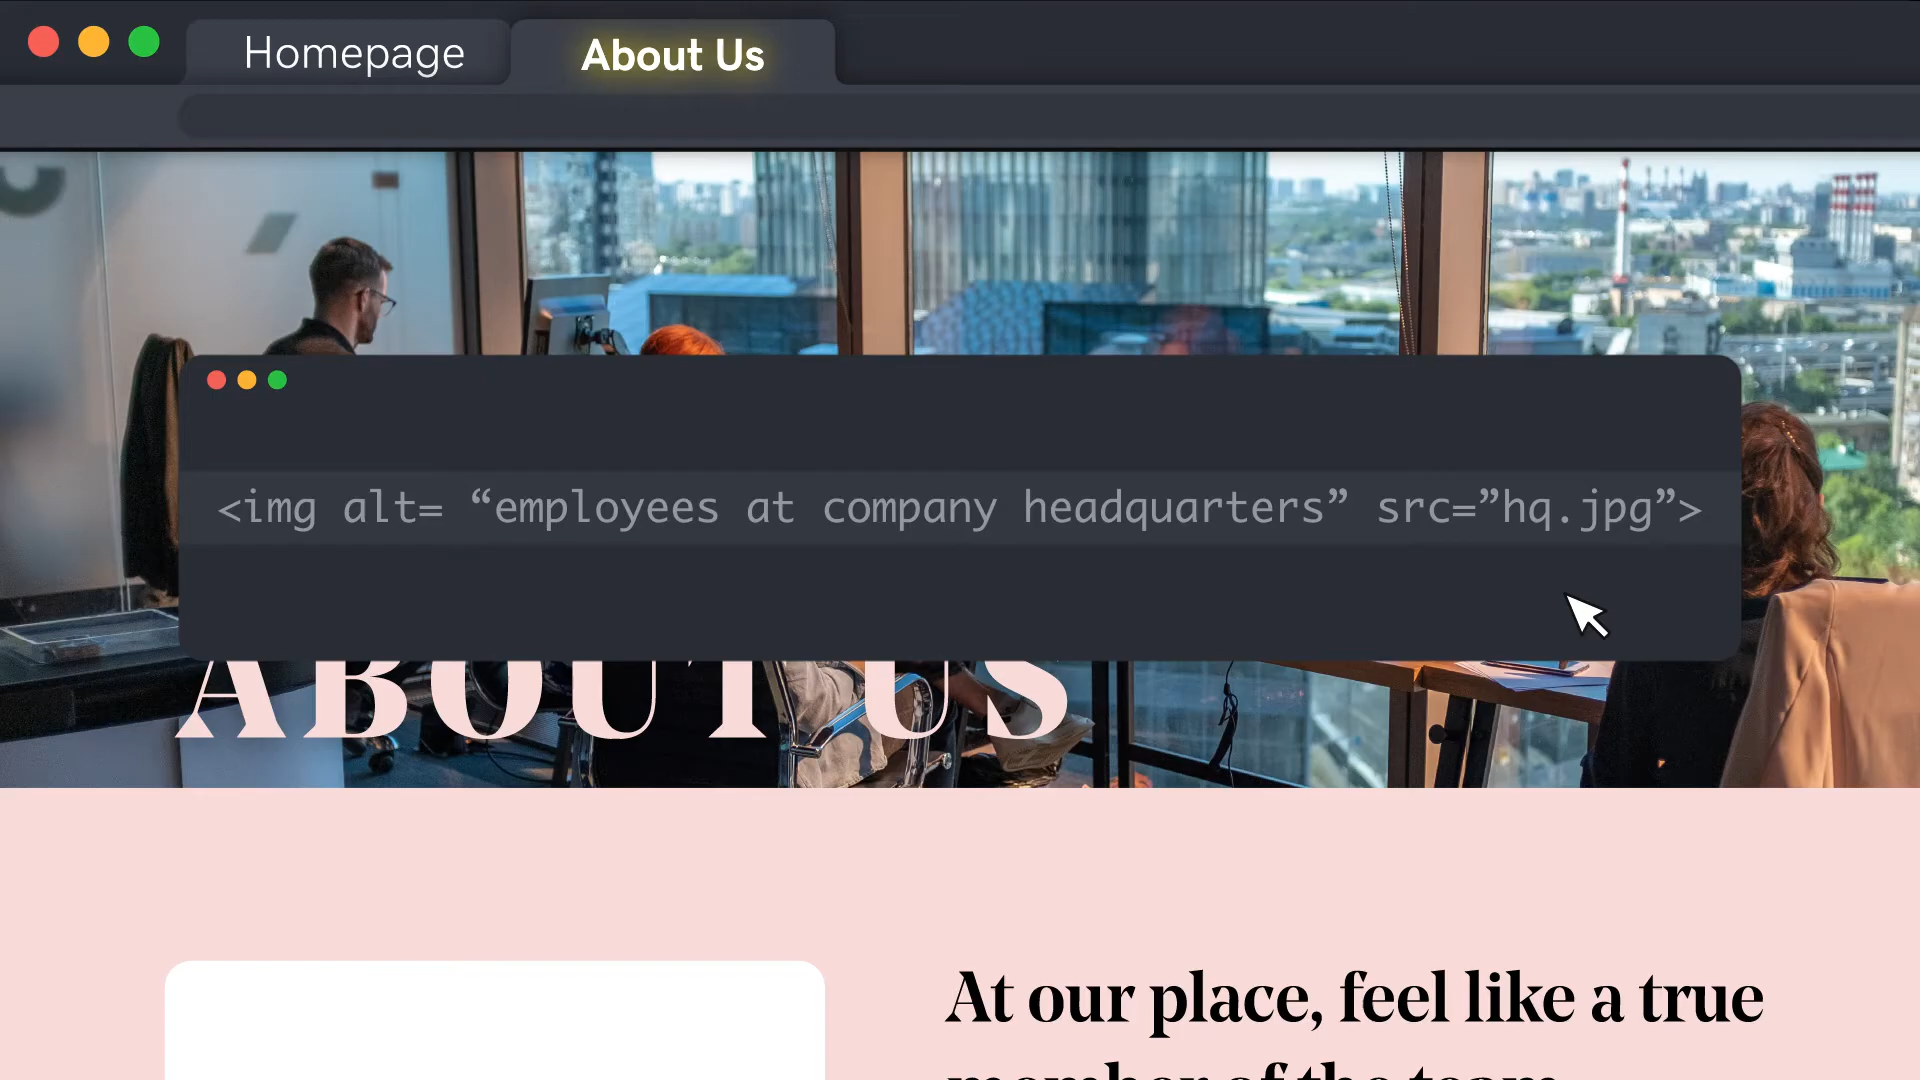 Homepage
About Us
<img alt= “employees at company headquarters” src=”hq.jpg”>
ABOUT US
At our place, feel like a true
member of the team